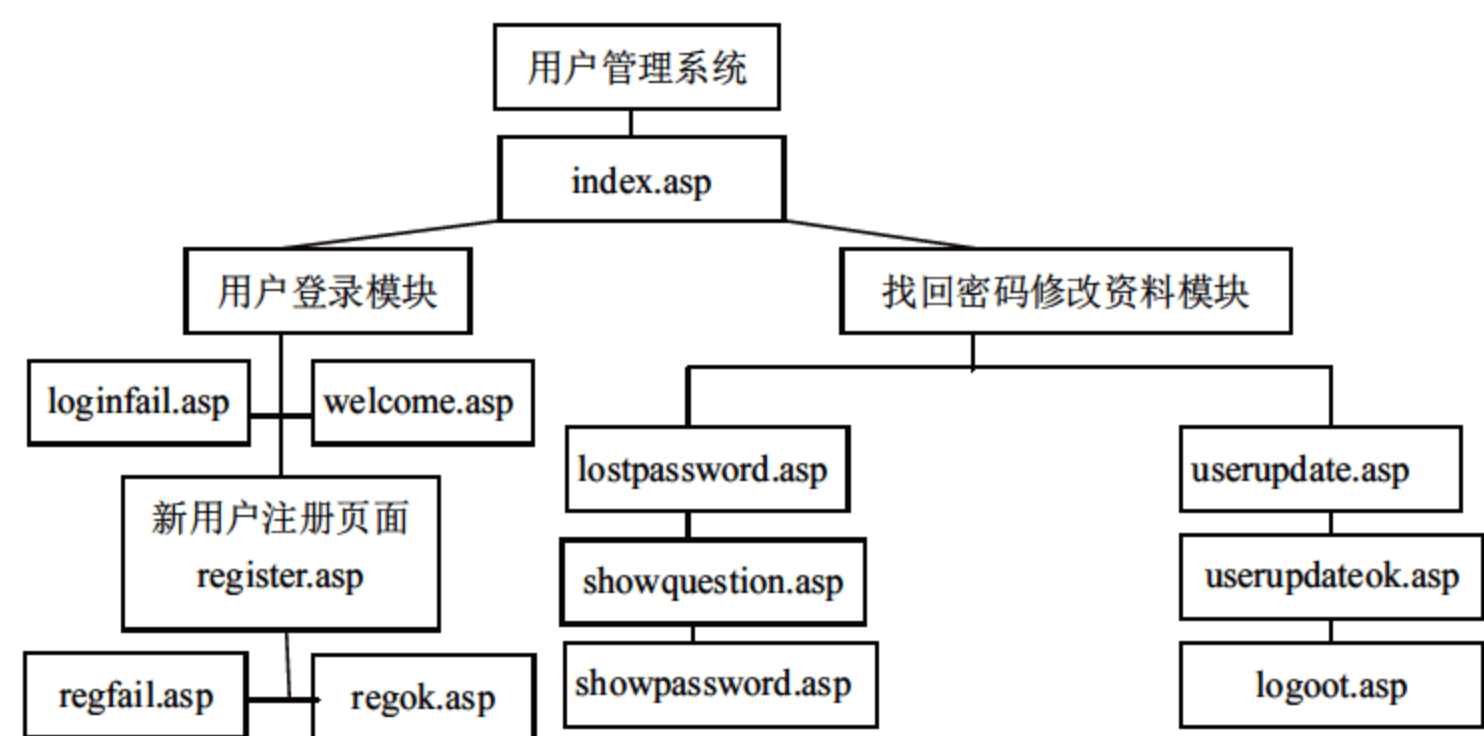 用户管理系统
index.asp
用户登录模块
找回密码修改资料模块
loginfail.asp
welcome.asp
lostpassword.asp
userupdate.asp
新用户注册页面
register.asp
showquestion.asp
userupdateok.asp
regfail.asp
regok.asp
showpassword.asp
logoot.asp